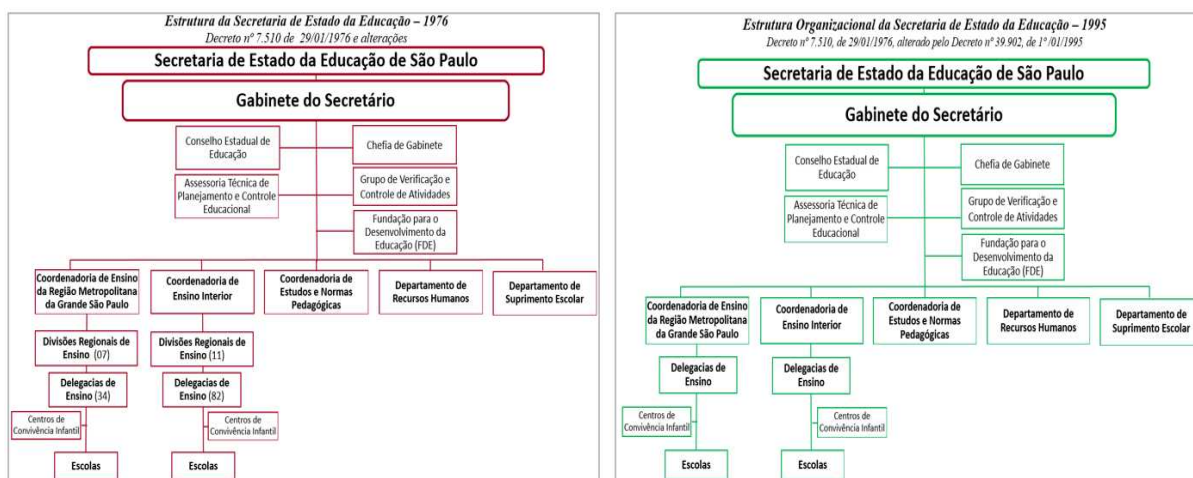 Estrutura da Secretaria de Estado da Educação – 1976
Decreto nº 7.510 de 29/01/1976 e alterações
Secretaria de Estado da Educação de São Paulo
Gabinete do Secretário
Conselho Estadual de
Educação
Chefia de Gabinete
Assessoria Técnica de
Planejamento e Controle
Educacional
Grupo de Verificação e
Controle de Atividades
Fundação para o
Desenvolvimento da
Educação (FDE)
Coordenadoria de Ensino
da Região Metropolitana
da Grande São Paulo
Coordenadoria de
Ensino Interior
Coordenadoria de
Estudos e Normas
Pedagógicas
Departamento de
Recursos Humanos
Departamento de
Suprimento Escolar
Divisões Regionais de
Ensino (07)
Divisões Regionais de
Ensino (11)
Delegacias de
Ensino (34)
Delegacias de
Ensino (82)
Centros de
Convivência Infantil
Centros de
Convivência Infantil
Escolas
Escolas
Estrutura Organizacional da Secretaria de Estado da Educação – 1995
Decreto nº 7.510, de 29/01/1976, alterado pelo Decreto nº 39.902, de 1º /01/1995
Secretaria de Estado da Educação de São Paulo
Gabinete do Secretário
Conselho Estadual de
Educação
Chefia de Gabinete
Assessoria Técnica de
Planejamento e Controle
Educacional
Grupo de Verificação e
Controle de Atividades
Fundação para o
Desenvolvimento da
Educação (FDE)
Coordenadoria de Ensino
da Região Metropolitana
da Grande São Paulo
Coordenadoria de
Ensino Interior
Coordenadoria de
Estudos e Normas
Pedagógicas
Departamento de
Recursos Humanos
Departamento de
Suprimento Escolar
Delegacias de
Ensino
Delegacias de
Ensino
Centros de
Convivência Infantil
Centros de
Convivência Infantil
Escolas
Escolas